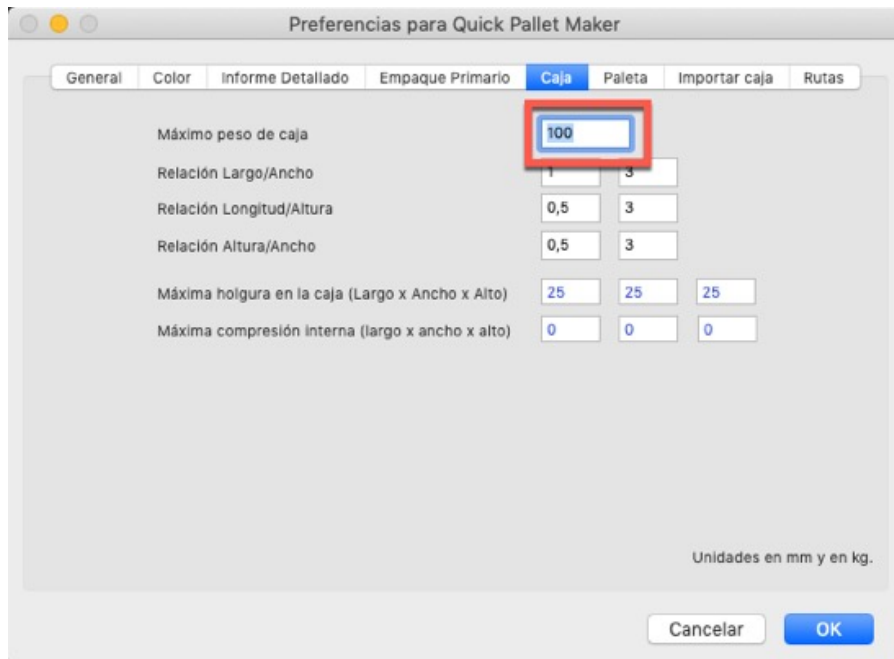 Preferencias para Quick Pallet Maker
General Color Informe Detallado Empaque Primario Caja Paleta Importar caja Rutas
Máximo peso de caja 100
Relación Largo/Ancho 1 3
Relación Longitud/Altura 0,5 3
Relación Altura/Ancho 0,5 3
Máxima holgura en la caja (Largo x Ancho x Alto) 25 25 25
Máxima compresión interna (largo x ancho x alto) 0 0 0
Unidades en mm y en kg.
Cancelar OK